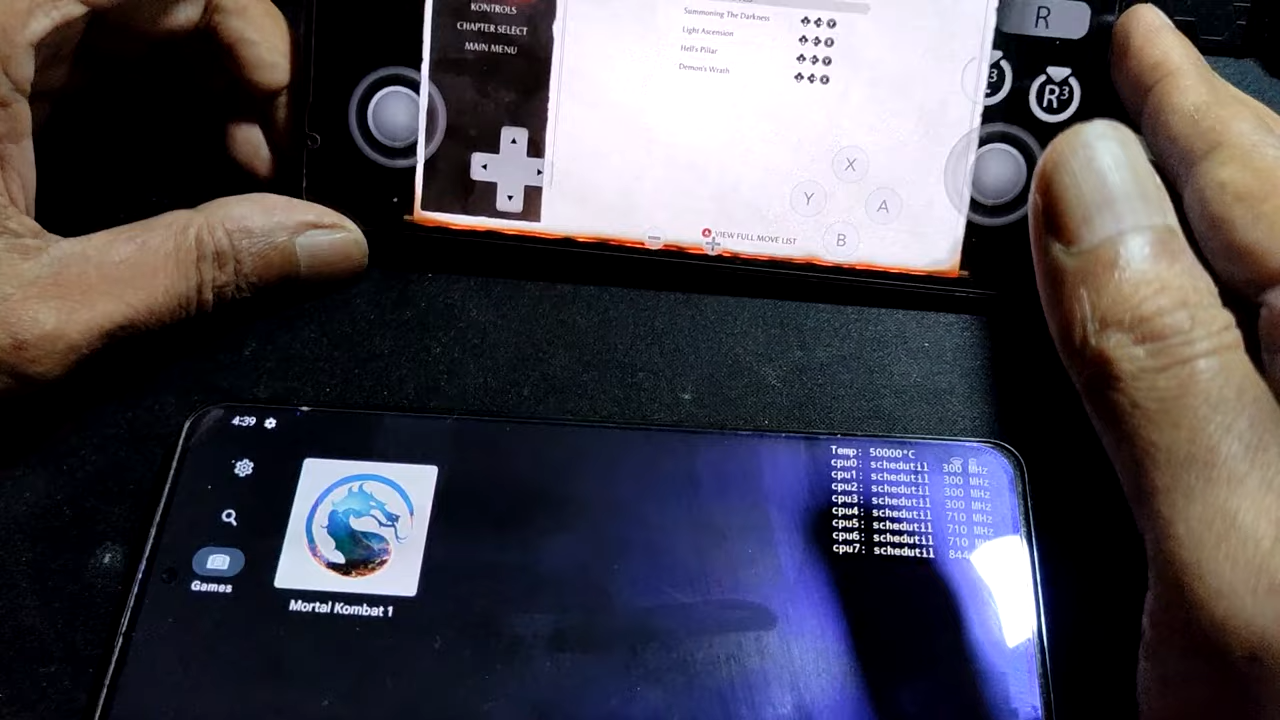 KONTROLS
CHAPTER SELECT
MAIN MENU
Summoning The Darkness
Light Ascension
Hell's Pillar
Demon's Wrath
R
R3
X
Y
A
B
VIEW FULL MOVE LIST
4:39
Games
Mortal Kombat 1
Temp: 50000°C
cpu0: schedutil 300 MHz
cpu1: schedutil 300 MHz
cpu2: schedutil 300 MHz
cpu3: schedutil 300 MHz
cpu4: schedutil 710 MHz
cpu5: schedutil 710 MHz
cpu6: schedutil 710
cpu7: schedutil 844